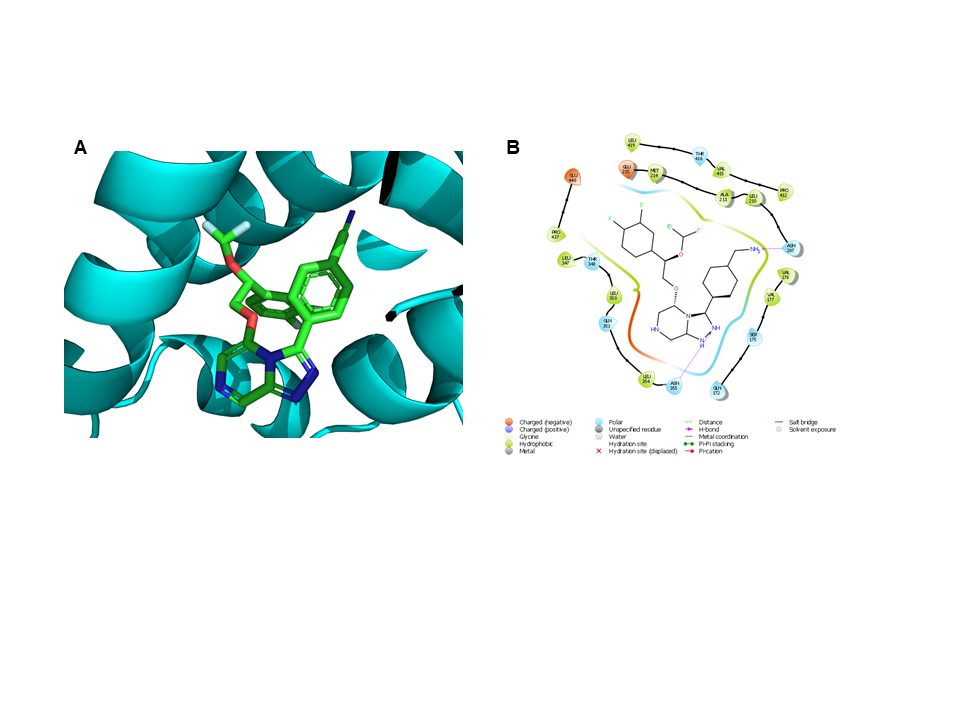 A
B
LEU 413
THR 416
VAL 415
PRO 412
GLU 440
GLU 215
MET 214
ALA 211
LEU 210
ASN 207
PRO 437
LEU 347
THR 348
LEU 350
GLN 351
LEU 354
ASN 355
GLN 172
SER 175
VAL 177
VAL 178
F
F
F
F
O
O
NH₂
HN
N
NH
N
H
Charged (negative)
Charged (positive)
Glycine
Hydrophobic
Metal
Polar
Unspecified residue
Water
Hydration site
Hydration site (displaced)
Distance
H-bond
Metal coordination
Pi-Pi stacking
Pi-cation
Salt bridge
Solvent exposure